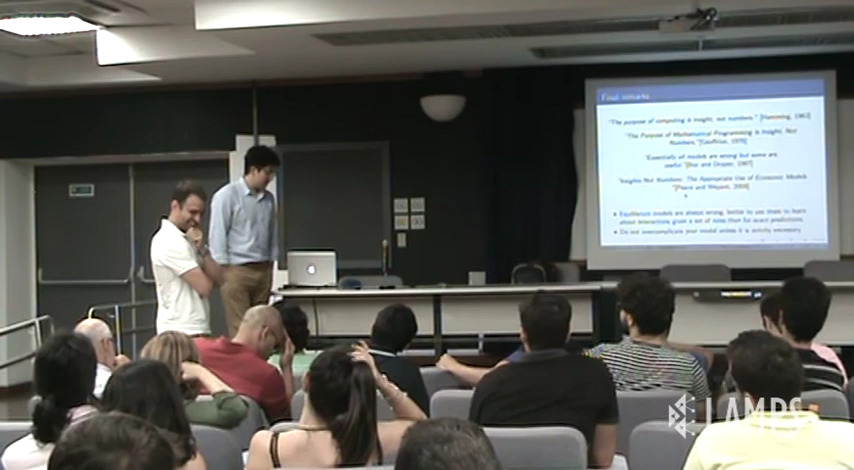 Final remarks
"The purpose of computing is insight, not numbers." [Hamming, 1962]
"The Purpose of Mathematical Programming is Insight, Not
Numbers." [Geoffrion, 1976]
"Essentially all models are wrong but some are
useful." [Box and Draper, 1987]
"Insights Not Numbers: The Appropriate Use of Economic Models
[Peace and Weyant, 2008]
Equilibrium models are always wrong, better to use them to learn
about interactions given a set of rules than for exact predictions.
Do not overcomplicate your model unless it is strictly necessary
LAMPS